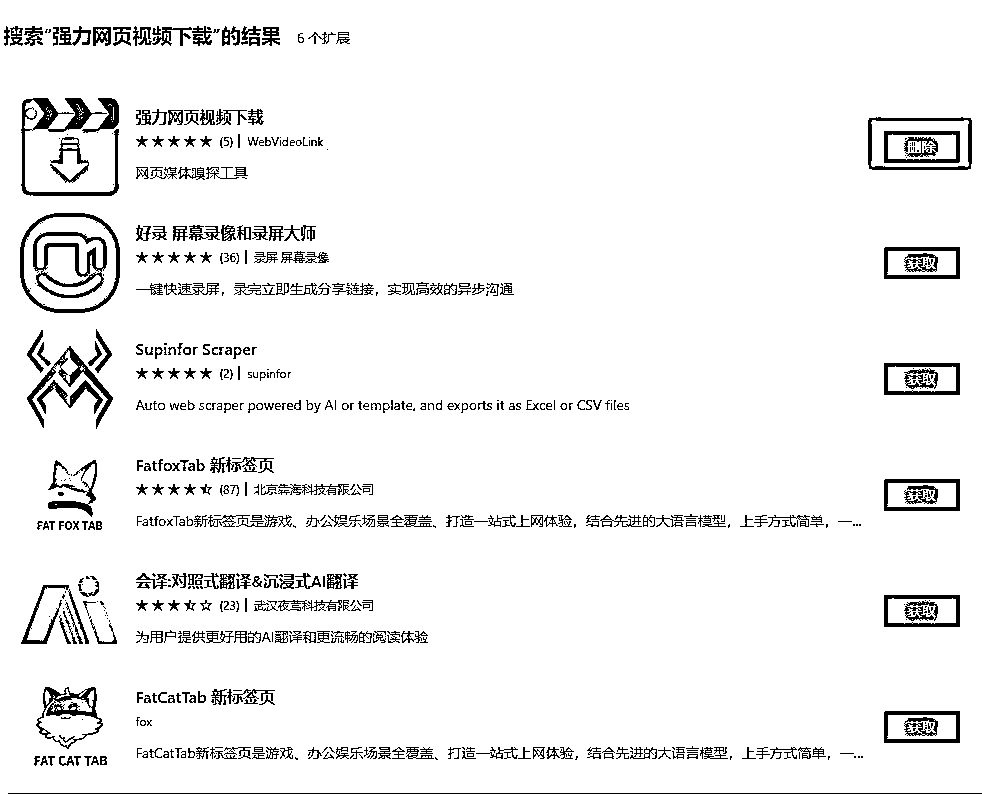 搜索“强力网页视频下载”的结果 6 个扩展
强力网页视频下载
★★★★★ (5) | WebVideoLink
网页媒体嗅探工具
删除
好录 屏幕录像和录屏大师
★★★★★ (36) | 录屏 屏幕录像
一键快速录屏，录完立即生成分享链接，实现高效的异步沟通
获取
Supinfor Scraper
★★★★★ (2) | supinfor
Auto web scraper powered by AI or template, and exports it as Excel or CSV files
获取
FAT FOX TAB
FatfoxTab 新标签页
(87) | 北京犇海科技有限公司
FatfoxTab新标签页是游戏、办公娱乐场景全覆盖、打造一站式上网体验，结合先进的大语言模型，上手方式简单，一...
获取
会译:对照式翻译&沉浸式AI翻译
(23) | 武汉夜莺科技有限公司
为用户提供更好用的AI翻译和更流畅的阅读体验
获取
FAT CAT TAB
FatCatTab 新标签页
fox
FatCatTab新标签页是游戏、办公娱乐场景全覆盖、打造一站式上网体验，结合先进的大语言模型，上手方式简单，一...
获取